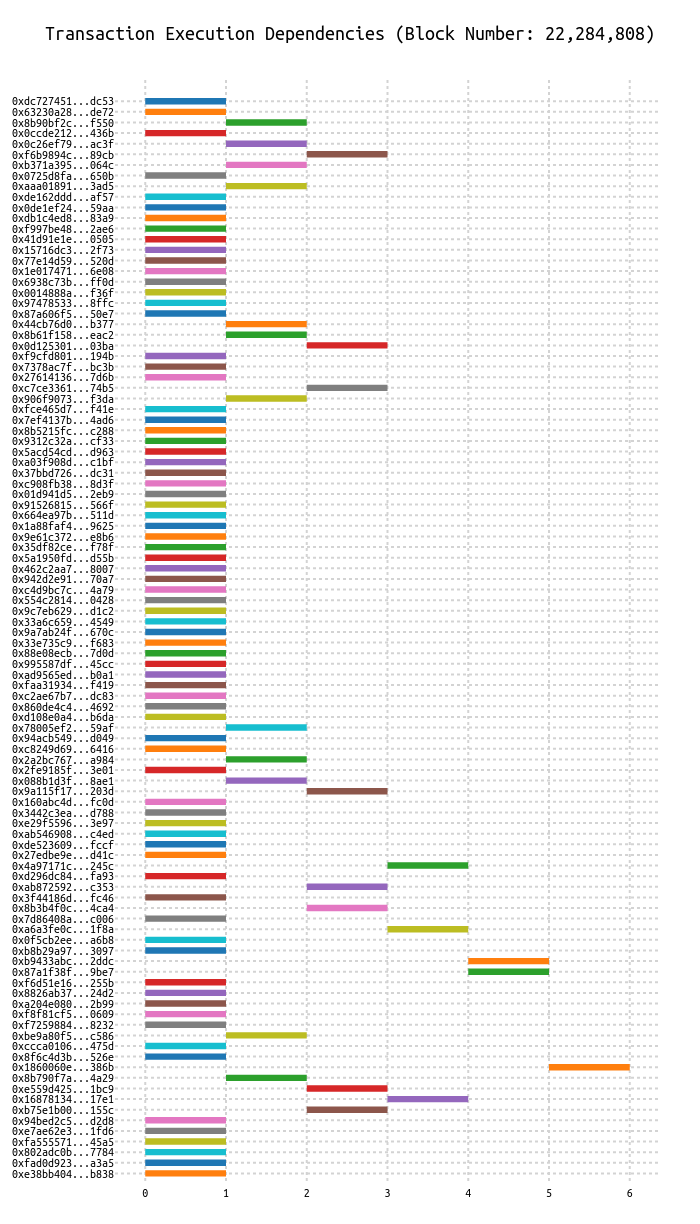 Transaction Execution Dependencies (Block Number: 22,284,808)
0xdc727451...dc53
0x63230a28...de72
0x8b90bf2c...f550
0x0ccde212...436b
0x0c26ef79...ac3f
0xf6b9894c...89cb
0xb371a395...064c
0x0725d8fa...650b
0xaaa01891...3ad5
0xde162ddd...af57
0x0de1ef24...59aa
0xdb1c4ed8...83a9
0xf997be48...2ae6
0x41d91e1e...0505
0x15716dc3...2f73
0x77e14d59...520d
0x1e017471...6e08
0x6938c73b...ff0d
0x0014888a...f36f
0x97478533...8ffc
0x87a606f5...50e7
0x44cb76d0...b377
0x8b61f158...eac2
0x0d125301...03ba
0xf9cfd801...194b
0x7378ac7f...bc3b
0x27614136...7d6b
0xc7ce3361...74b5
0x906f9073...f3da
0xfce465d7...f41e
0x7ef4137b...4ad6
0x8b5215fc...c288
0x9312c32a...cf33
0x5acd54cd...d963
0xa03f908d...c1bf
0x37bbd726...dc31
0xc908fb38...8d3f
0x01d941d5...2eb9
0x91526815...566f
0x664ea97b...511d
0x1a88faf4...9625
0x9e61c372...e8b6
0x35df82ce...f78f
0x5a1950fd...d55b
0x462c2aa7...8007
0x942d2e91...70a7
0xc4d9bc7c...4a79
0x554c2814...0428
0x9c7eb629...d1c2
0x33a6c659...4549
0x9a7ab24f...670c
0x33e735c9...f683
0x88e08ecb...7d0d
0x995587df...45cc
0xad9565ed...b0a1
0xfaa31934...f419
0xc2ae67b7...dc83
0x860de4c4...4692
0xd108e0a4...b6da
0x78005ef2...59af
0x94acb549...d049
0xc8249d69...6416
0x2a2bc767...a984
0x2fe9185f...3e01
0x088b1d3f...8ae1
0x9a115f17...203d
0x160abc4d...fc0d
0x3442c3ea...d788
0xe29f5596...3e97
0xab546908...c4ed
0xde523609...fccf
0x27edbe9e...d41c
0x4a97171c...245c
0xd296dc84...fa93
0xab872592...c353
0x3f44186d...fc46
0x8b3b4f0c...4ca4
0x7d86408a...c006
0xa6a3fe0c...1f8a
0x0f5cb2ee...a6b8
0xb8b29a97...3097
0xb9433abc...2ddc
0x87a1f38f...9be7
0xf6d51e16...255b
0x8826ab37...24d2
0xa204e080...2b99
0xf8f81cf5...0609
0xf7259884...8232
0xbe9a80f5...c586
0xccca0106...475d
0x8f6c4d3b...526e
0x1860060e...386b
0x8b790f7a...4a29
0xe559d425...1bc9
0x16878134...17e1
0xb75e1b00...155c
0x94bed2c5...d2d8
0xe7ae62e3...1fd6
0xfa555571...45a5
0x802adc0b...7784
0xfad0d923...a3a5
0xe38bb404...b838
0 1 2 3 4 5 6